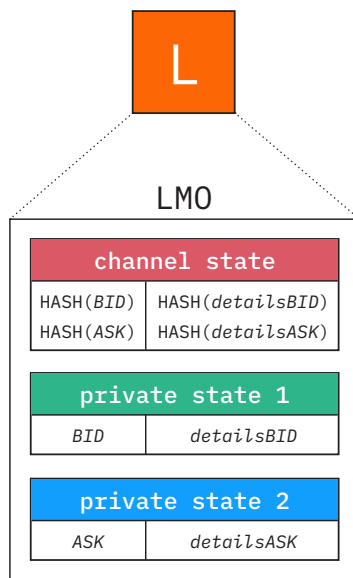 L
LMO
channel state
HASH(BID) HASH(detailsBID)
HASH(ASK) HASH(detailsASK)
private state 1
BID detailsBID
private state 2
ASK detailsASK